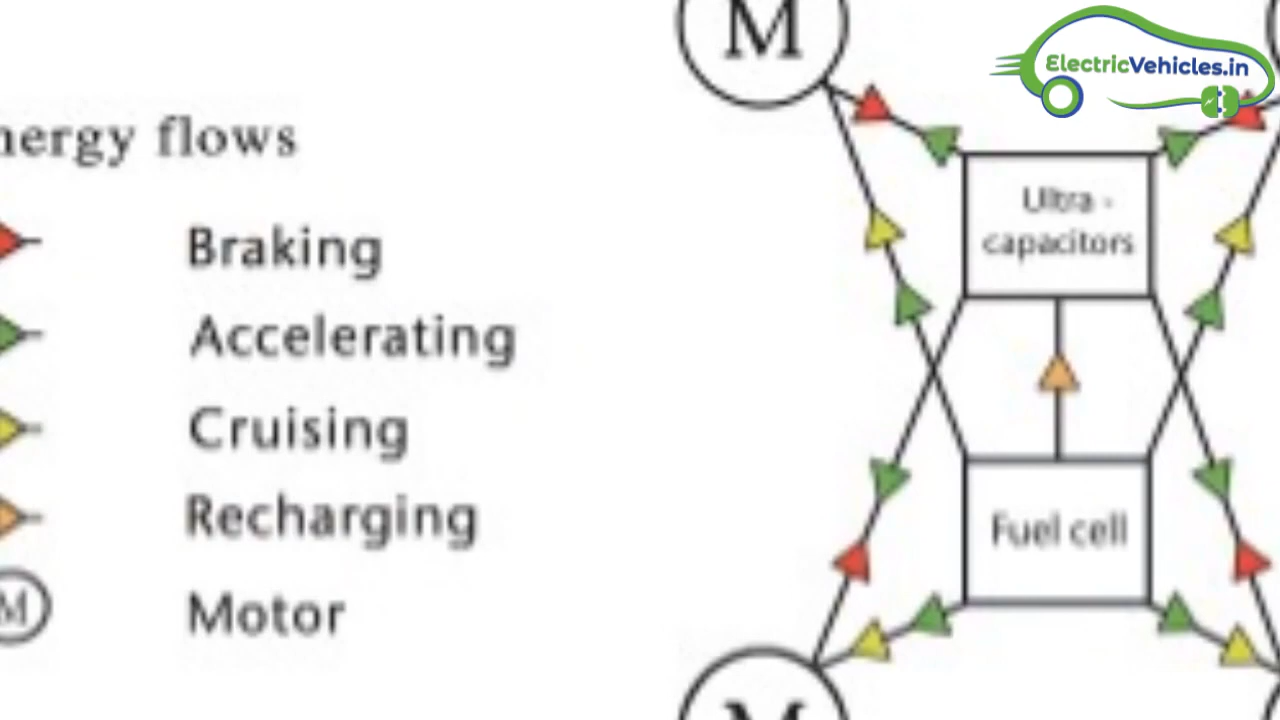 M
ElectricVehicles.in
nergy flows
Braking
Accelerating
Cruising
Recharging
M
Motor
Ultra -
capacitors
Fuel cell
M